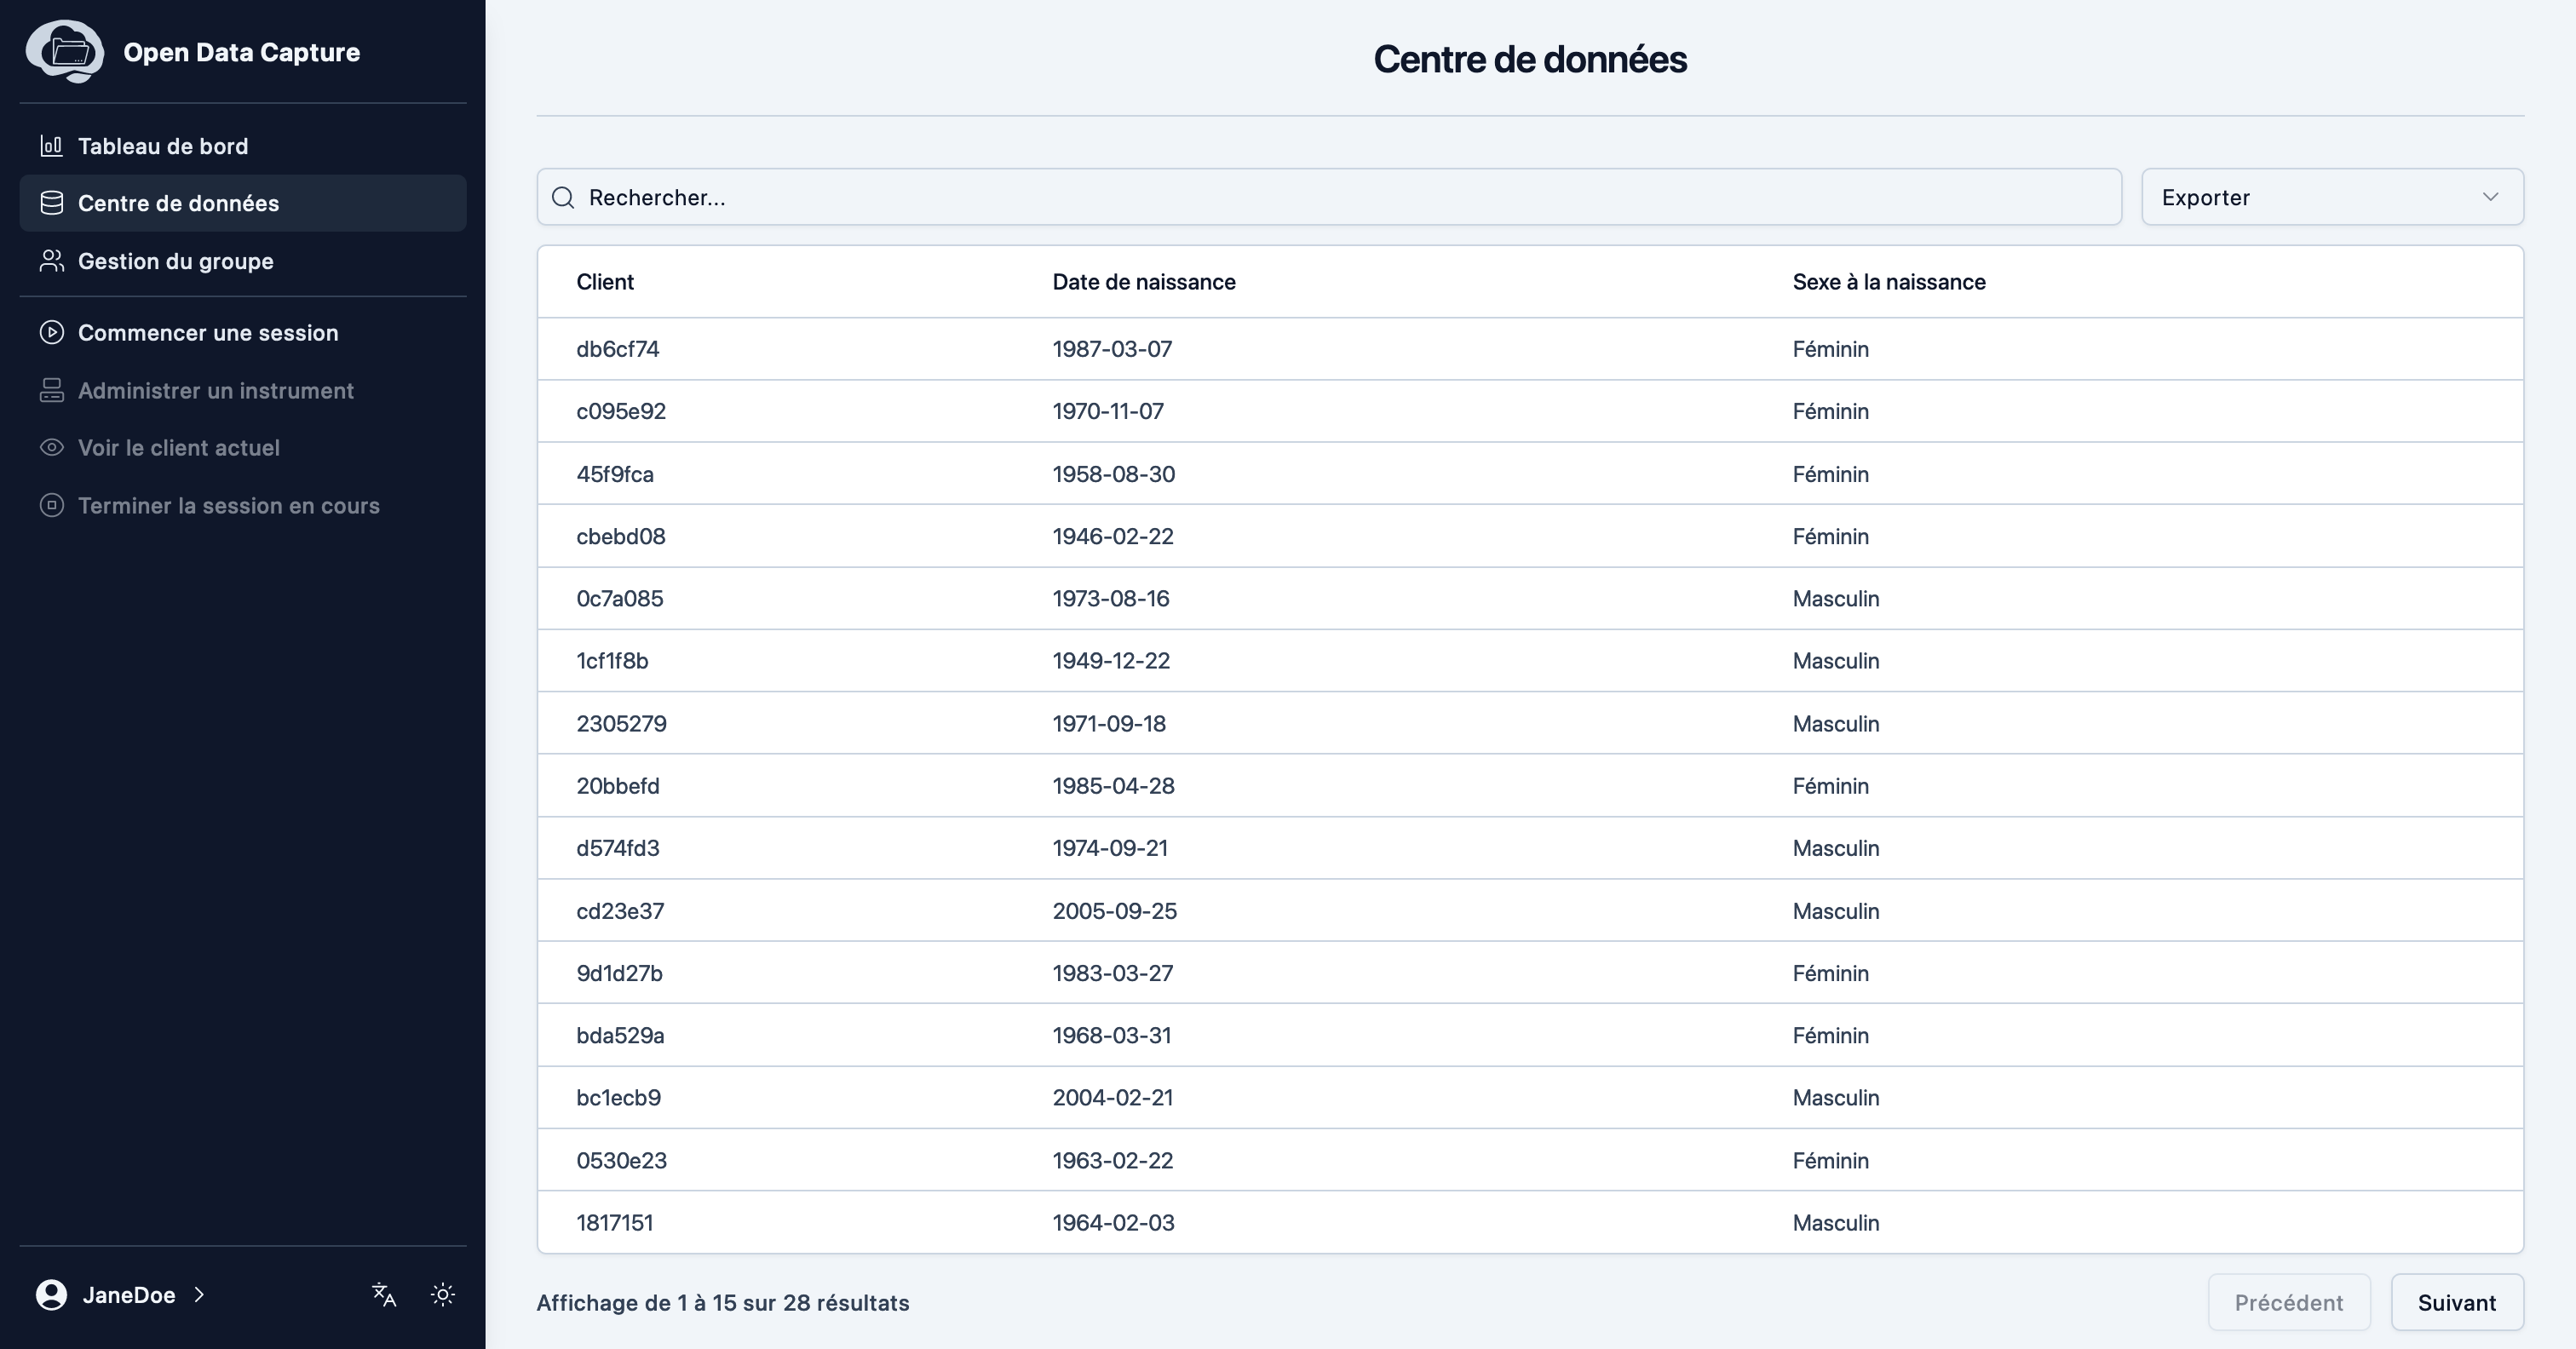 Open Data Capture
Tableau de bord
Centre de données
Gestion du groupe
Commencer une session
Administrer un instrument
Voir le client actuel
Terminer la session en cours
JaneDoe
Centre de données
Rechercher...
Exporter
Client Date de naissance Sexe à la naissance
db6cf74 1987-03-07 Féminin
c095e92 1970-11-07 Féminin
45f9fca 1958-08-30 Féminin
cbebd08 1946-02-22 Féminin
0c7a085 1973-08-16 Masculin
1cf1f8b 1949-12-22 Masculin
2305279 1971-09-18 Masculin
20bbefd 1985-04-28 Féminin
d574fd3 1974-09-21 Masculin
cd23e37 2005-09-25 Masculin
9d1d27b 1983-03-27 Féminin
bda529a 1968-03-31 Féminin
bc1ecb9 2004-02-21 Masculin
0530e23 1963-02-22 Féminin
1817151 1964-02-03 Masculin
Affichage de 1 à 15 sur 28 résultats
Précédent Suivant